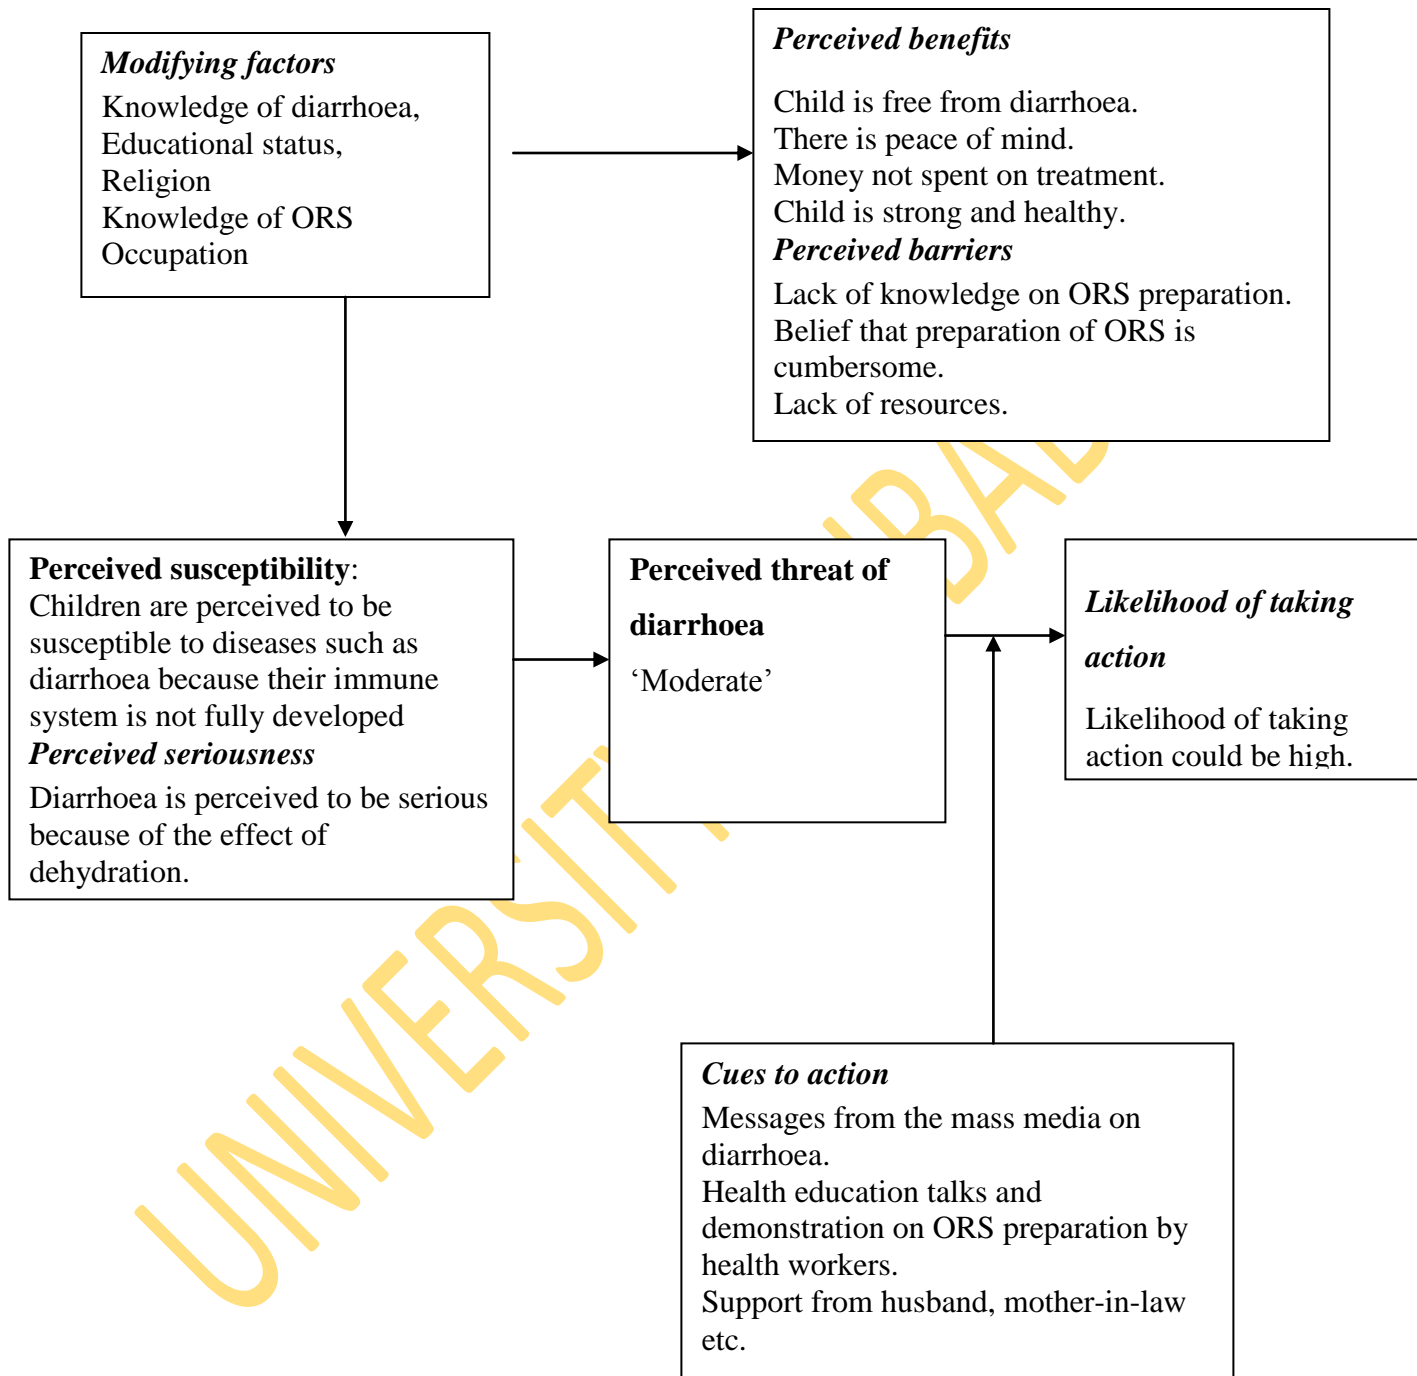 Modifying factors
Knowledge of diarrhoea,
Educational status,
Religion
Knowledge of ORS
Occupation
Perceived benefits
Child is free from diarrhoea.
There is peace of mind.
Money not spent on treatment.
Child is strong and healthy.
Perceived barriers
Lack of knowledge on ORS preparation.
Belief that preparation of ORS is
cumbersome.
Lack of resources.
Perceived susceptibility:
Children are perceived to be
susceptible to diseases such as
diarrhoea because their immune
system is not fully developed
Perceived seriousness
Diarrhoea is perceived to be serious
because of the effect of
dehydration.
Perceived threat of
diarrhoea
‘Moderate’
Likelihood of taking
action
Likelihood of taking
action could be high.
Cues to action
Messages from the mass media on
diarrhoea.
Health education talks and
demonstration on ORS preparation by
health workers.
Support from husband, mother-in-law
etc.
UNIVERSITY